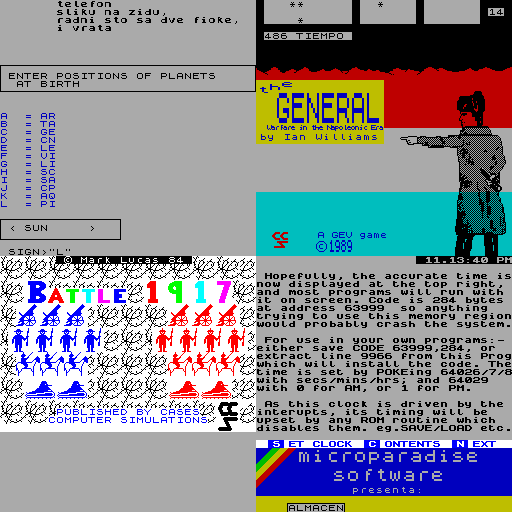 telefon
sliku na zidu,
radni sto sa dve fioke,
i vrata
ENTER POSITIONS OF PLANETS
AT BIRTH
A = AR
B = TA
C = GE
D = CN
E = LE
F = VI
G = LI
H = SC
I = SA
J = CP
K = AQ
L = PI
< SUN >
SIGN>"L"
** 
*
14
486 TIEMPO
the
GENERAL
Warfare in the Napoleonic Era
by Ian Williams
CCS
A GEV game
©1989
© Mark Lucas 84
BATTLE 1917
PUBLISHED BY CASES
COMPUTER SIMULATIONS
CCS
11.13:40 PM
Hopefully, the accurate time is
now displayed at the top right,
and most programs will run with
it on screen. Code is 284 bytes
at address 63999, so anything
trying to use this memory region
would probably crash the system.
For use in your own programs:-
either save CODE 63999,284, or
extract line 9966 from this Prog
which will install the code. The
time is set by POKEing 64026/7/8
with secs/mins/hrs; and 64029
with 0 for AM, or 1 for PM.
As this clock is driven by the
interupts, its timing will be
upset by any ROM routine which
disables them. eg.SAVE/LOAD etc.
SET CLOCK CONTENTS NEXT
microparadise
software
presenta:
ALMACEN